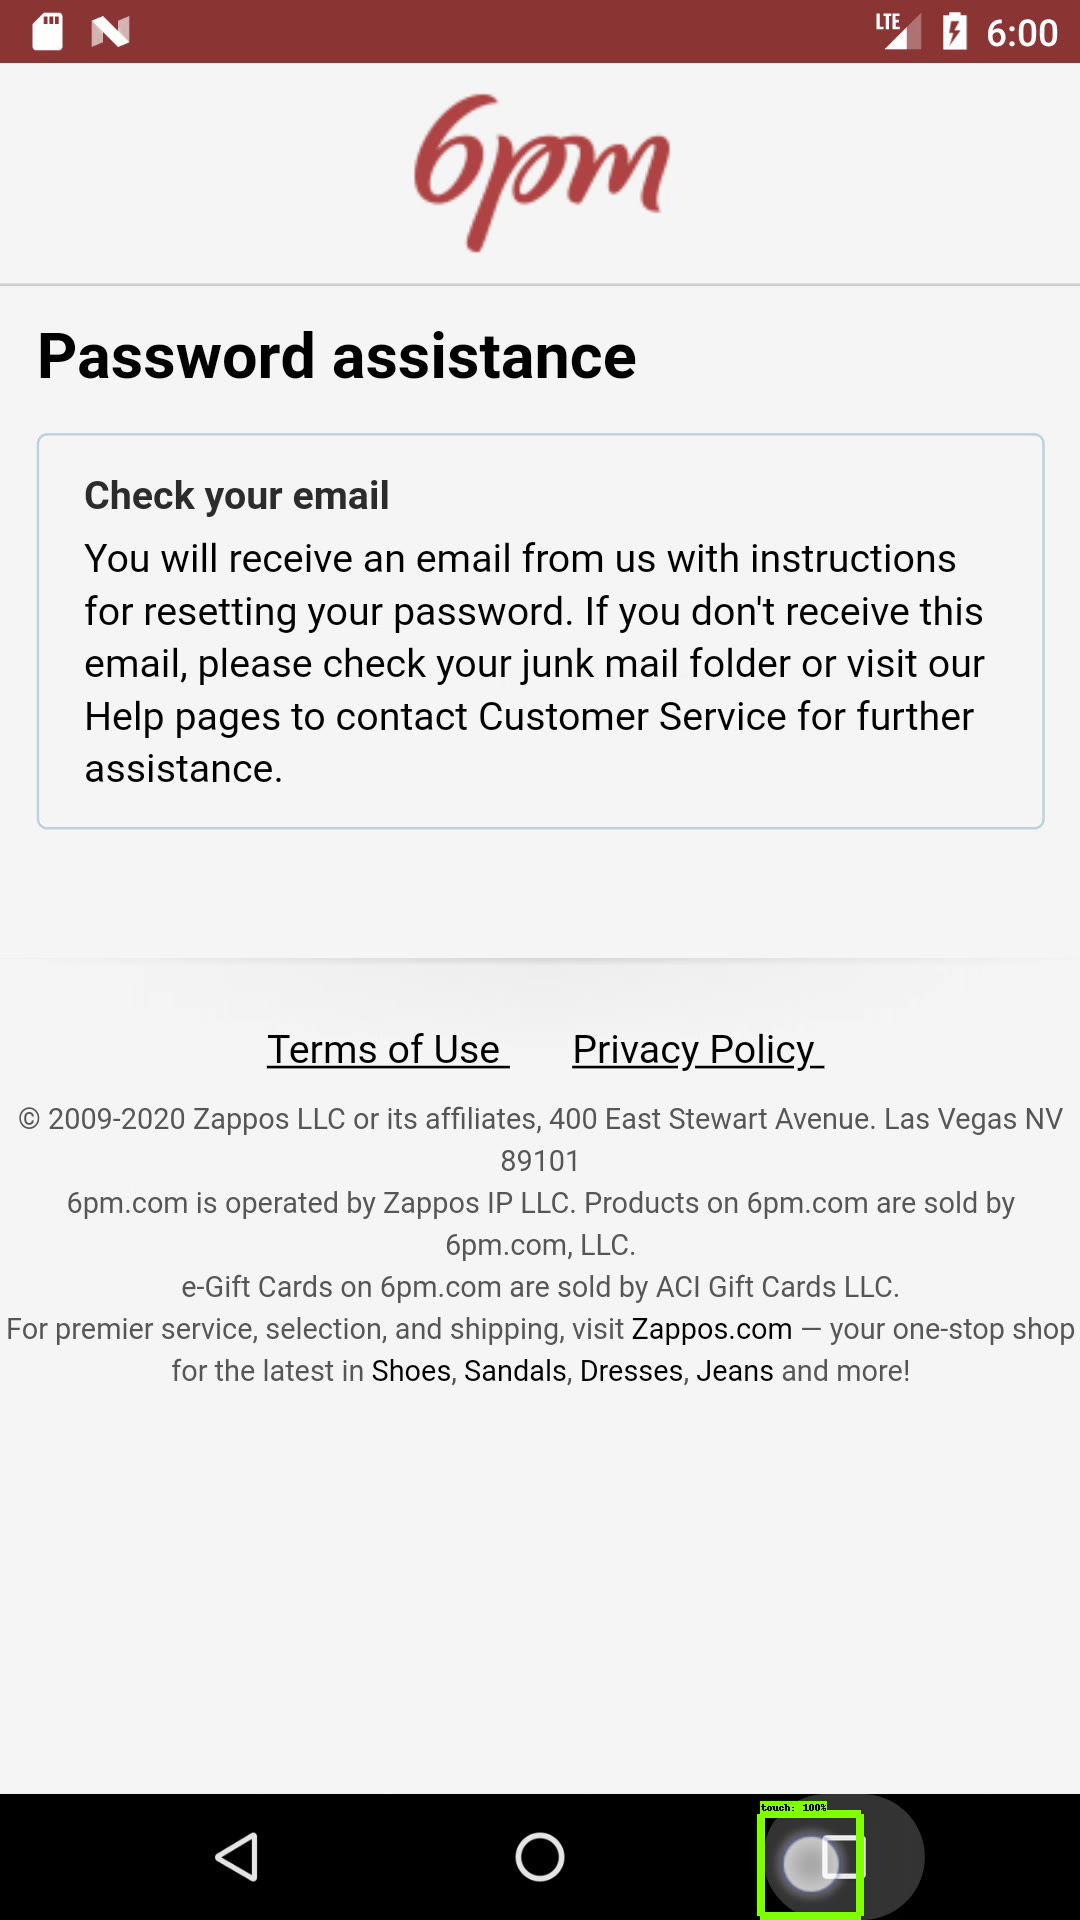 LTE 6:00
6pm
Password assistance
Check your email
You will receive an email from us with instructions
for resetting your password. If you don't receive this
email, please check your junk mail folder or visit our
Help pages to contact Customer Service for further
assistance.
Terms of Use Privacy Policy
© 2009-2020 Zappos LLC or its affiliates, 400 East Stewart Avenue. Las Vegas NV
89101
6pm.com is operated by Zappos IP LLC. Products on 6pm.com are sold by
6pm.com, LLC.
e-Gift Cards on 6pm.com are sold by ACI Gift Cards LLC.
For premier service, selection, and shipping, visit Zappos.com — your one-stop shop
for the latest in Shoes, Sandals, Dresses, Jeans and more!
touch: 100%